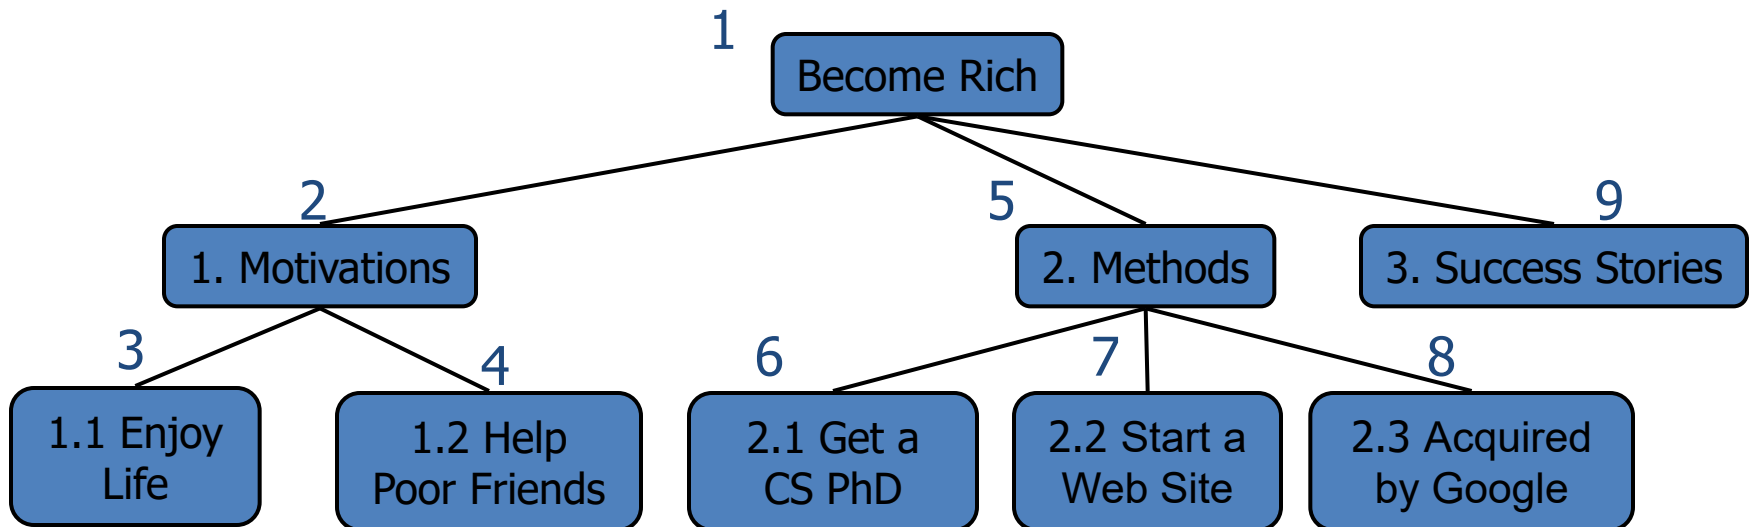 1
Become Rich
2
5
9
1. Motivations
2. Methods
3. Success Stories
3
4
6
7
8
1.1 Enjoy
Life
1.2 Help
Poor Friends
2.1 Get a
CS PhD
2.2 Start a
Web Site
2.3 Acquired
by Google